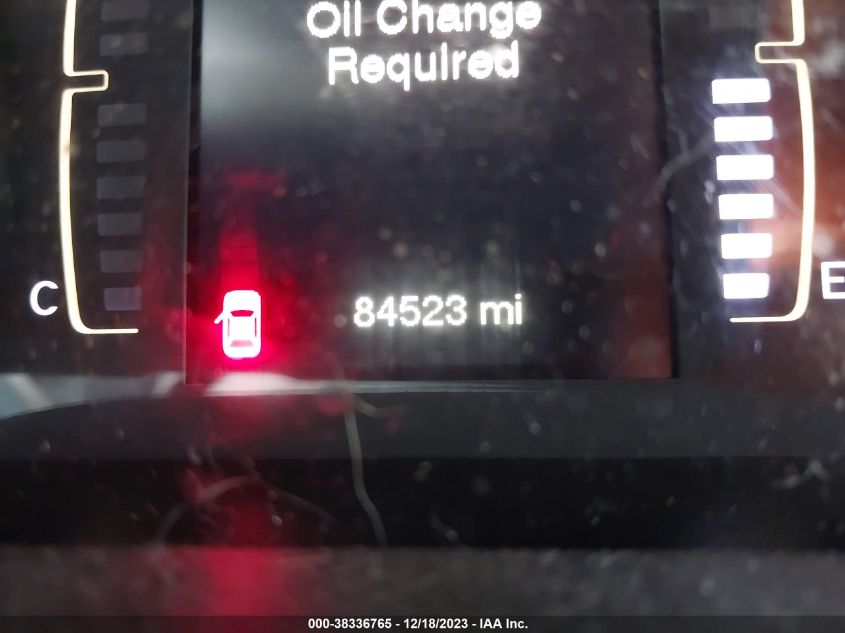 Oil Change
Required
C
E
84523 mi
000-38336765 - 12/18/2023 - IAA Inc.